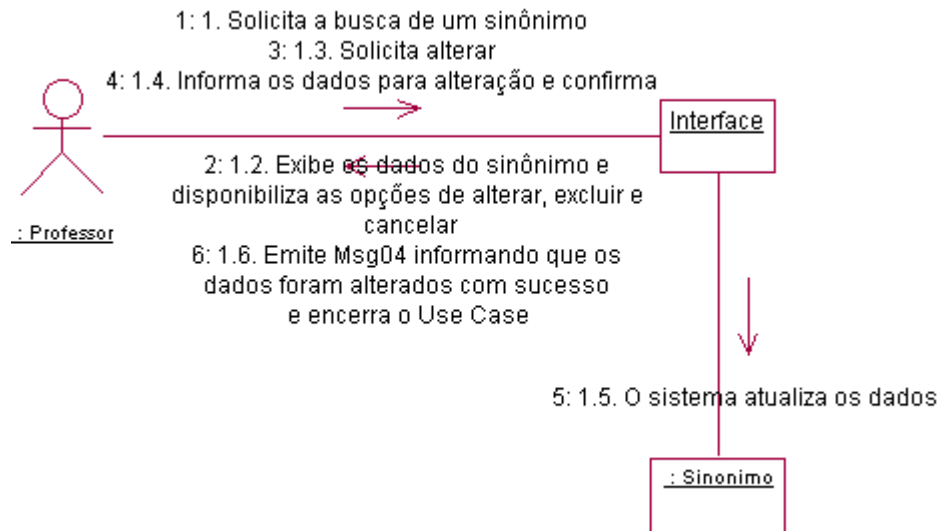 1: 1. Solicita a busca de um sinônimo
3: 1.3. Solicita alterar
4: 1.4. Informa os dados para alteração e confirma
Interface
2: 1.2. Exibe os dados do sinônimo e
disponibiliza as opções de alterar, excluir e
cancelar
: Professor
6: 1.6. Emite Msg04 informando que os
dados foram alterados com sucesso
e encerra o Use Case
5: 1.5. O sistema atualiza os dados
: Sinonimo